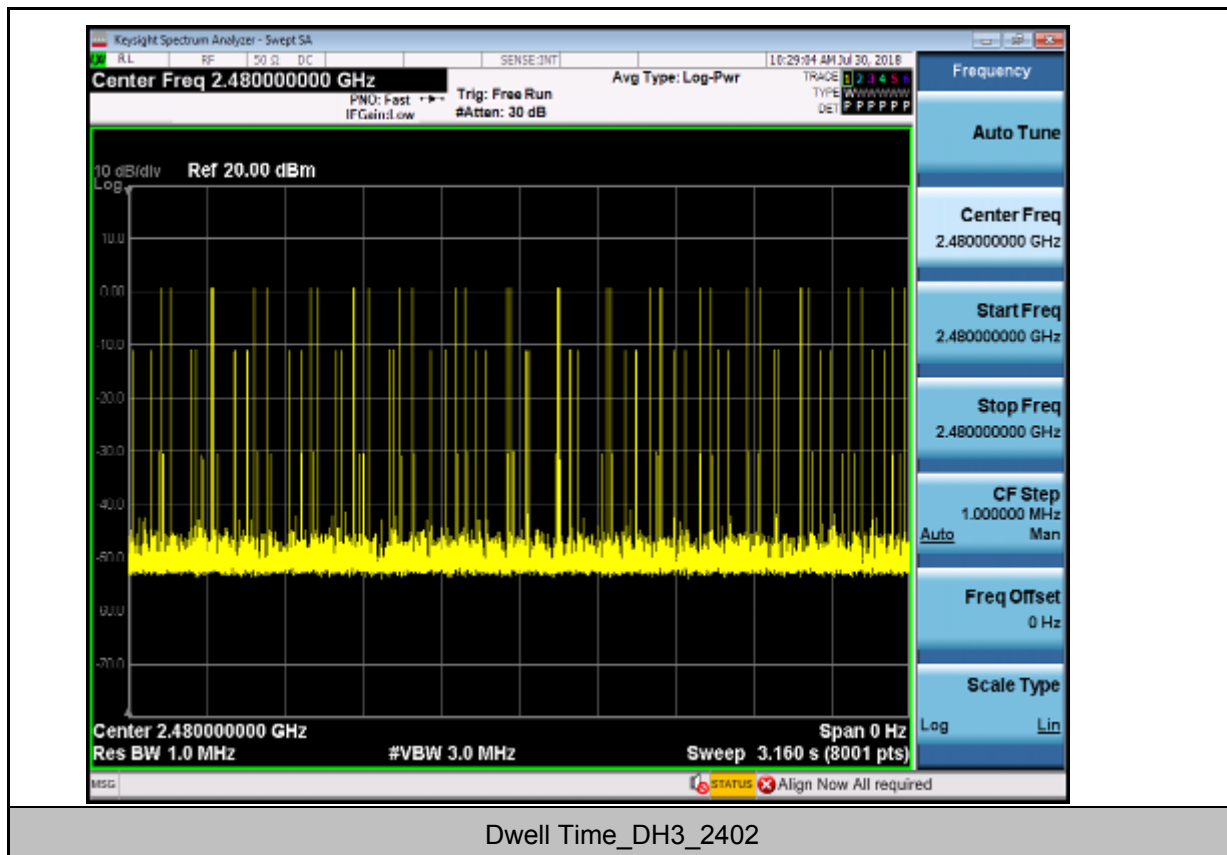 Keysight Spectrum Analyzer - Swept SA
RL RF 50 Ω DC SENSE:INT 10:29:04 AM Jul 30, 2018
Center Freq 2.480000000 GHz
PNO: Fast
IFGain:Low
Trig: Free Run
#Atten: 30 dB
Avg Type: Log-Pwr
TRACE 1 2 3 4 5 6
TYPE WWWWWW
DET P P P P P P
10 dB/div
Log
Ref 20.00 dBm
10.0
0.00
-10.0
-20.0
-30.0
-40.0
-50.0
-60.0
-70.0
Center 2.480000000 GHz
Span 0 Hz
Res BW 1.0 MHz
#VBW 3.0 MHz
Sweep 3.160 s (8001 pts)
MSG
STATUS
Align Now All required
Frequency
Auto Tune
Center Freq
2.480000000 GHz
Start Freq
2.480000000 GHz
Stop Freq
2.480000000 GHz
CF Step
1.000000 MHz
Auto Man
Freq Offset
0 Hz
Scale Type
Log Lin
Dwell Time_DH3_2402